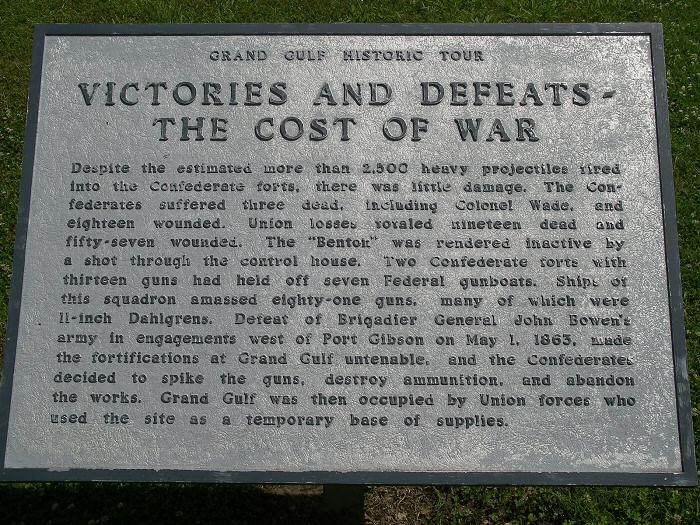 GRAND GULF HISTORIC TOUR
VICTORIES AND DEFEATS -
THE COST OF WAR
Despite the estimated more than 2,500 heavy projectiles fired
into the Confederate forts, there was little damage. The Con-
federates suffered three dead, including Colonel Wade, and
eighteen wounded. Union losses totaled nineteen dead and
fifty-seven wounded. The "Benton" was rendered inactive by
a shot through the control house. Two Confederate forts with
thirteen guns had held off seven Federal gunboats. Ships of
this squadron amassed eighty-one guns, many of which were
11-inch Dahlgrens. Defeat of Brigadier General John Bowen's
army in engagements west of Port Gibson on May 1, 1863, made
the fortifications at Grand Gulf untenable, and the Confederates
decided to spike the guns, destroy ammunition, and abandon
the works. Grand Gulf was then occupied by Union forces who
used the site as a temporary base of supplies.